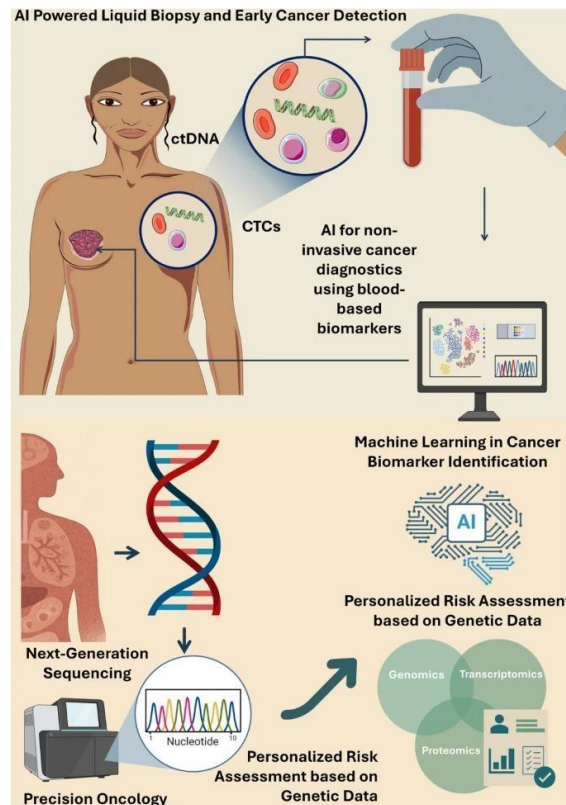 AI Powered Liquid Biopsy and Early Cancer Detection
ctDNA
CTCs
AI for non-
invasive cancer
diagnostics
using blood-
based
biomarkers
Machine Learning in Cancer
Biomarker Identification
AI
Personalized Risk Assessment
based on Genetic Data
Next-Generation
Sequencing
Genomics
Transcriptomics
Proteomics
1
10
Nucleotide
Precision Oncology
Personalized Risk
Assessment based on
Genetic Data